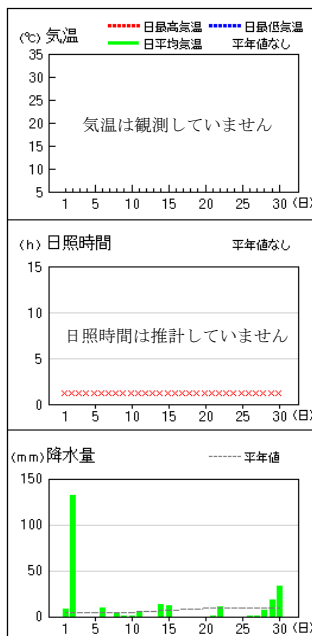 日最高気温 日最低気温
(℃) 気温 日平均気温 平年値なし
35
30
25
20
15
10
5
気温は観測していません
1 5 10 15 20 25 30 (日)
(h) 日照時間 平年値なし
15
10
5
0
日照時間は推計していません
1 5 10 15 20 25 30 (日)
(mm) 降水量 平年値
150
100
50
0
1 5 10 15 20 25 30 (日)